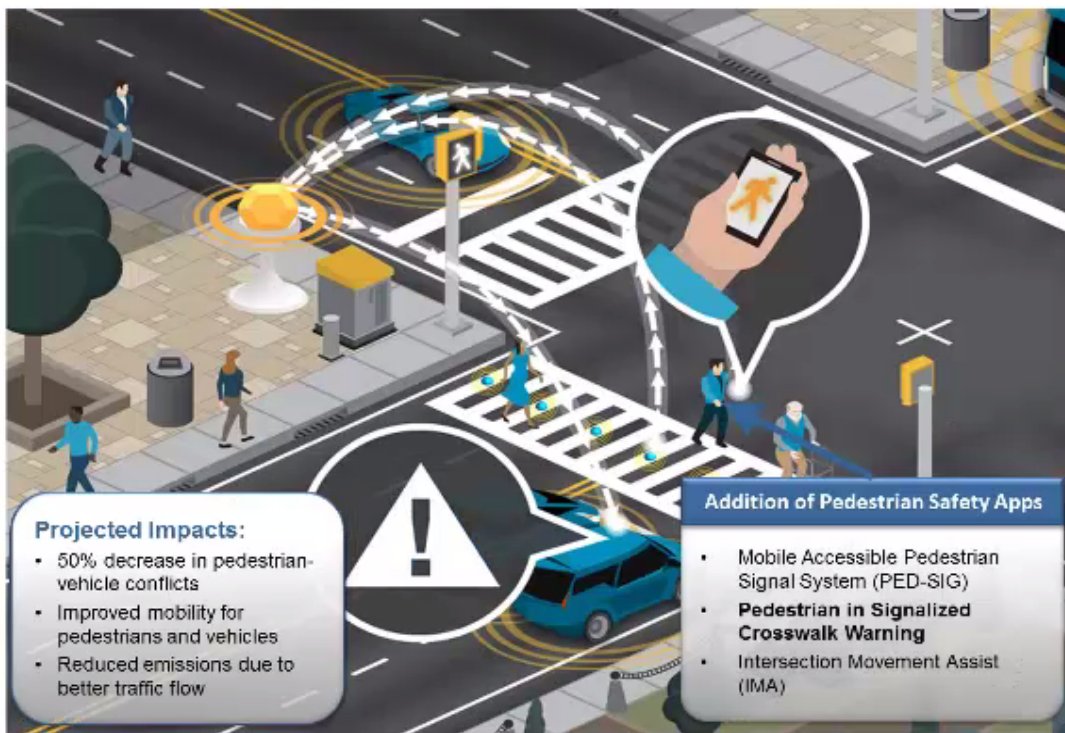 Projected Impacts:
• 50% decrease in pedestrian-
vehicle conflicts
• Improved mobility for
pedestrians and vehicles
• Reduced emissions due to
better traffic flow
!
Addition of Pedestrian Safety Apps
• Mobile Accessible Pedestrian
Signal System (PED-SIG)
• Pedestrian in Signalized
Crosswalk Warning
• Intersection Movement Assist
(IMA)